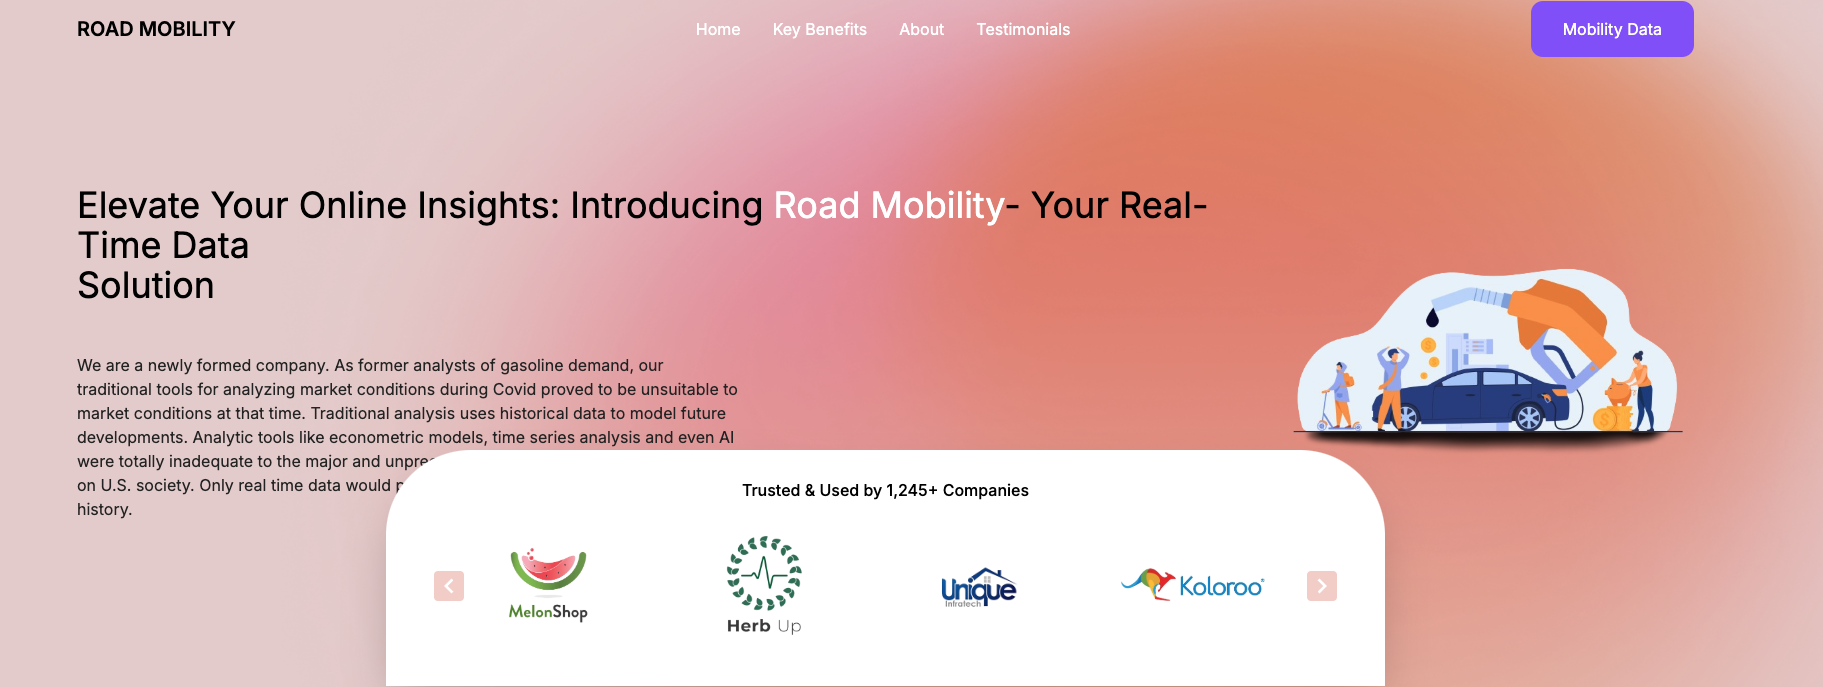 ROAD MOBILITY
Home
Key Benefits
About
Testimonials
Mobility Data
Elevate Your Online Insights: Introducing Road Mobility- Your Real-
Time Data
Solution
We are a newly formed company. As former analysts of gasoline demand, our
traditional tools for analyzing market conditions during Covid proved to be unsuitable to
market conditions at that time. Traditional analysis uses historical data to model future
developments. Analytic tools like econometric models, time series analysis and even AI
were totally inadequate to the major and
on U.S. society. Only real time data would
history.
Trusted & Used by 1,245+ Companies
MelonShop
Herb Up
Unique
Infratech
Koloroo